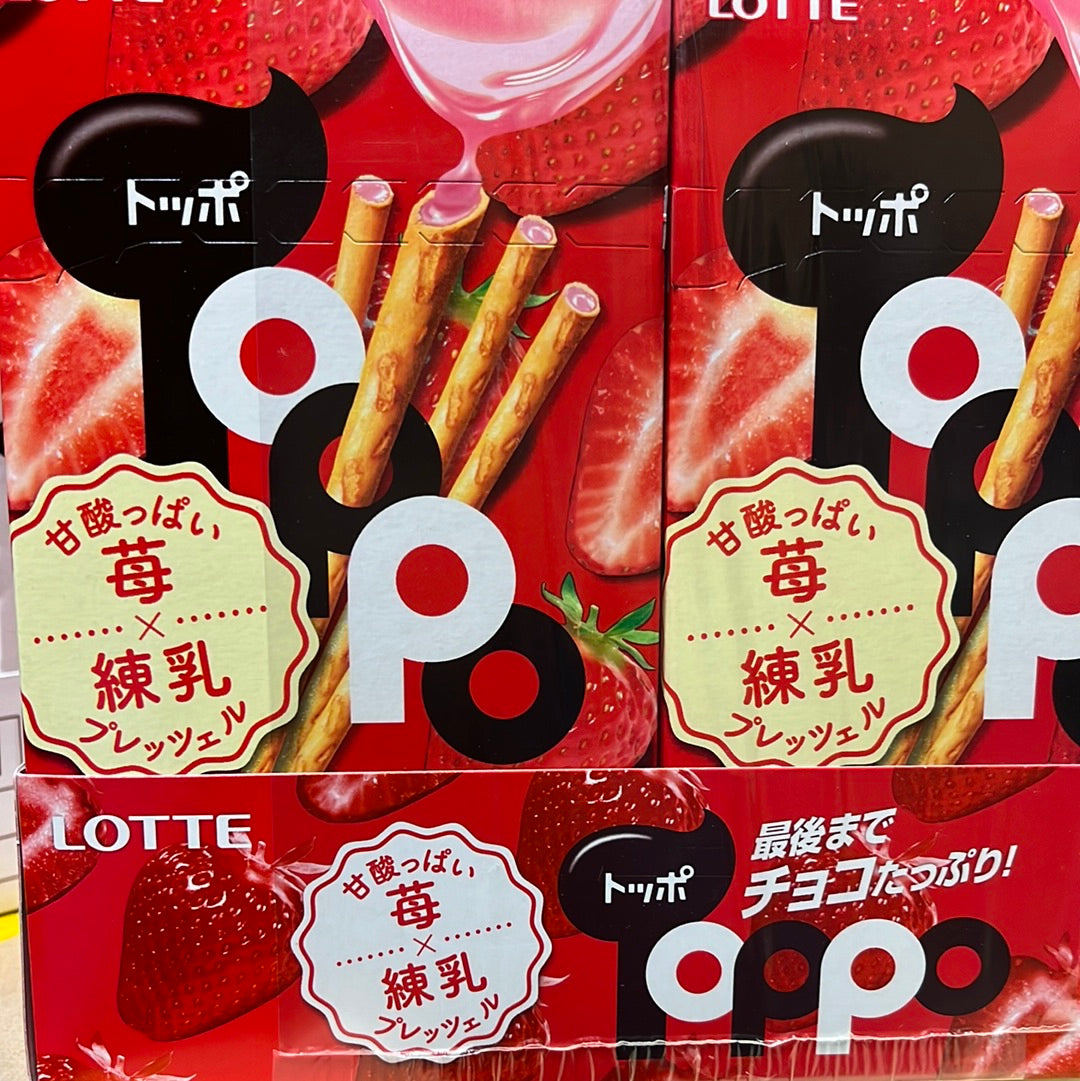 LOTTE
トッポ
Toppo
甘酸っぱい
苺
×
練乳
プレッツェル
LOTTE
トッポ
Toppo
甘酸っぱい
苺
×
練乳
プレッツェル
LOTTE
甘酸っぱい
苺
×
練乳
プレッツェル
トッポ
Toppo
最後まで
チョコたっぷり!